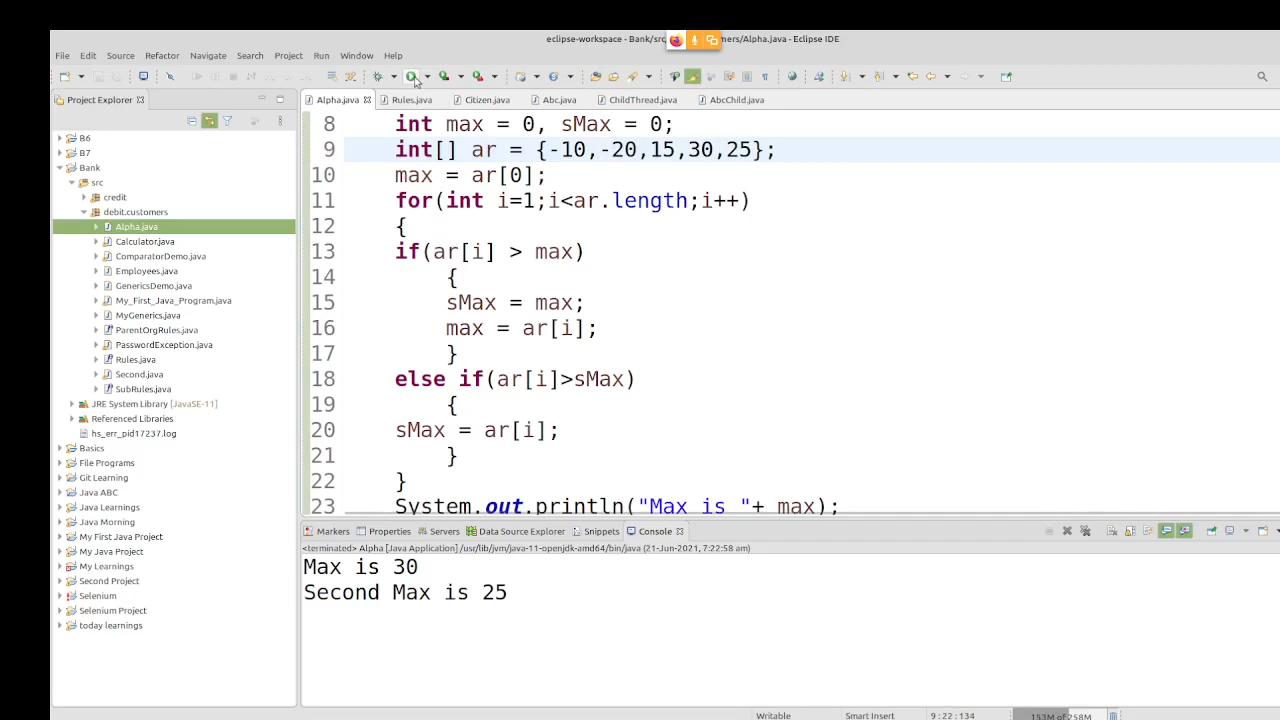 eclipse-workspace - Bank/src mers/Alpha.java - Eclipse IDE
File Edit Source Refactor Navigate Search Project Run Window Help
Project Explorer
Alpha.java Rules.java Citizen.java Abc.java ChildThread.java AbcChild.java
B6
B7
Bank
src
credit
debit.customers
Alpha.java
Calculator.java
ComparatorDemo.java
Employees.java
GenericsDemo.java
My_First_Java_Program.java
MyGenerics.java
ParentOrgRules.java
PasswordException.java
Rules.java
Second.java
SubRules.java
JRE System Library [JavaSE-11]
Referenced Libraries
hs_err_pid17237.log
Basics
File Programs
Git Learning
Java ABC
Java Learnings
Java Morning
My First Java Project
My Java Project
My Learnings
Second Project
Selenium
Selenium Project
today learnings
8 int max = 0, sMax = 0;
9 int[] ar = {-10,-20,15,30,25};
10 max = ar[0];
11 for(int i=1;i<ar.length;i++)
12 {
13 if(ar[i] > max)
14 {
15 sMax = max;
16 max = ar[i];
17 }
18 else if(ar[i]>sMax)
19 {
20 sMax = ar[i];
21 }
22 }
23 System.out.println("Max is "+ max);
Markers Properties Servers Data Source Explorer Snippets Console
<terminated> Alpha [Java Application] /usr/lib/jvm/java-11-openjdk-amd64/bin/java (21-Jun-2021, 7:22:58 am)
Max is 30
Second Max is 25
Writable Smart Insert 9:22:134 153M of 258M